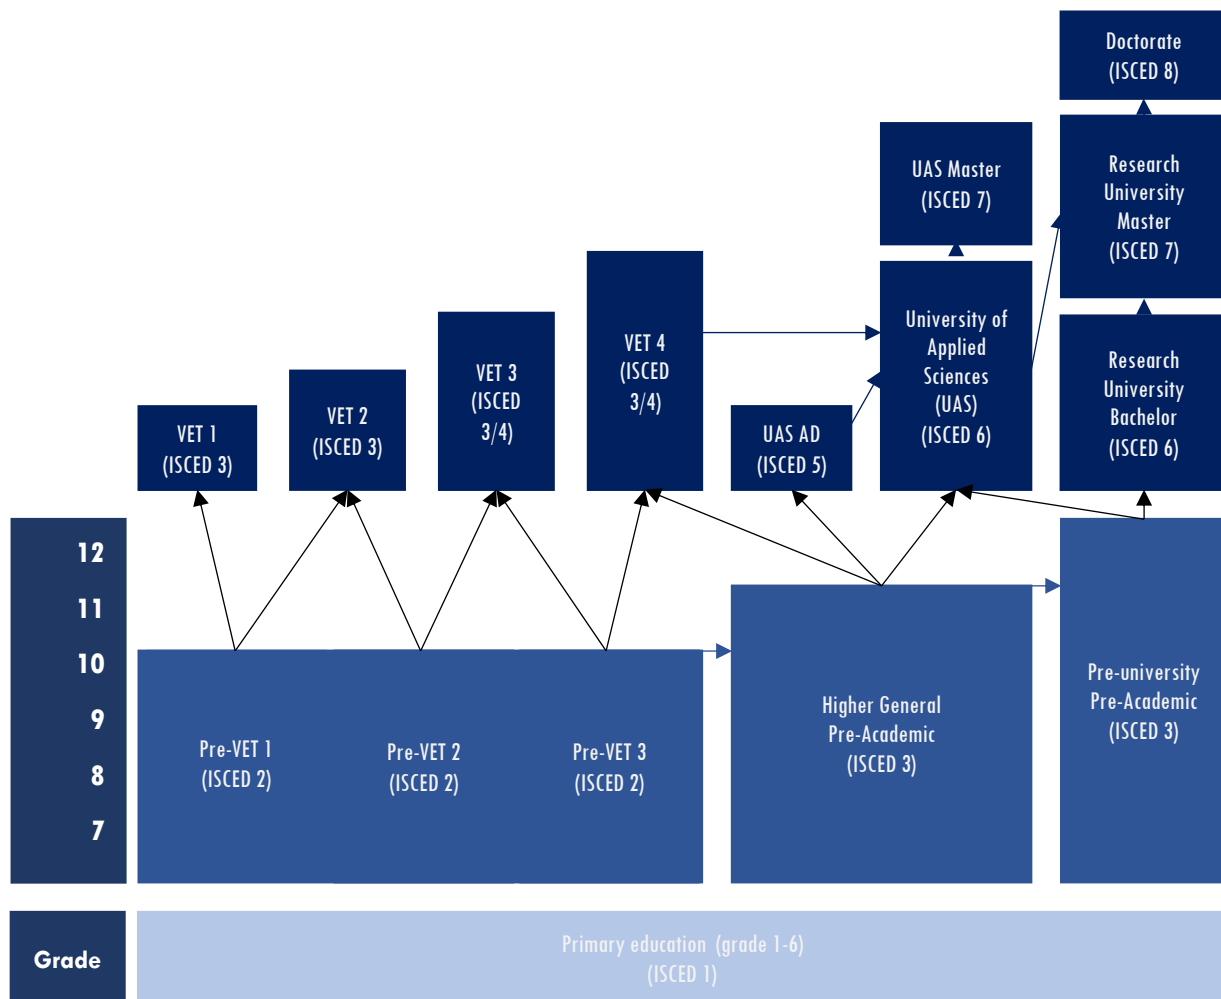 Doctorate
(ISCED 8)
UAS Master
(ISCED 7)
Research
University
Master
(ISCED 7)
VET 1
(ISCED 3)
VET 2
(ISCED 3)
VET 3
(ISCED
3/4)
VET 4
(ISCED
3/4)
UAS AD
(ISCED 5)
University of
Applied
Sciences
(UAS)
(ISCED 6)
Research
University
Bachelor
(ISCED 6)
12
11
10
9
8
7
Pre-VET 1
(ISCED 2)
Pre-VET 2
(ISCED 2)
Pre-VET 3
(ISCED 2)
Higher General
Pre-Academic
(ISCED 3)
Pre-university
Pre-Academic
(ISCED 3)
Grade
Primary education (grade 1-6)
(ISCED 1)